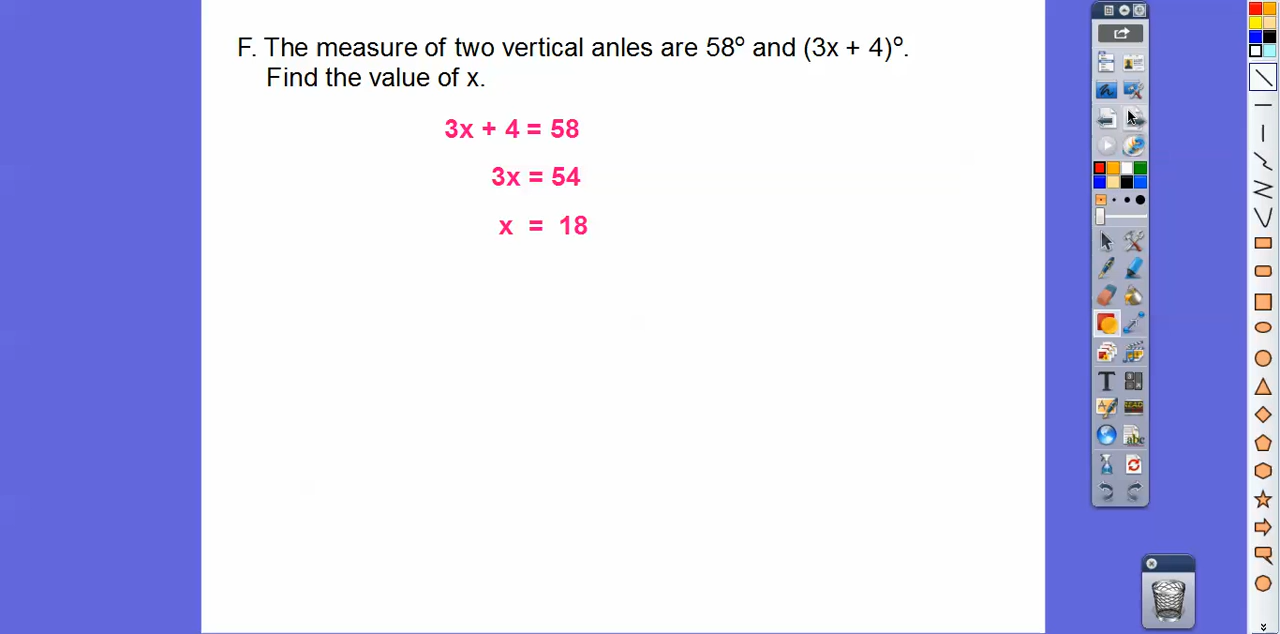 F. The measure of two vertical anles are 58º and (3x + 4)º.
Find the value of x.
3x + 4 = 58
3x = 54
x = 18